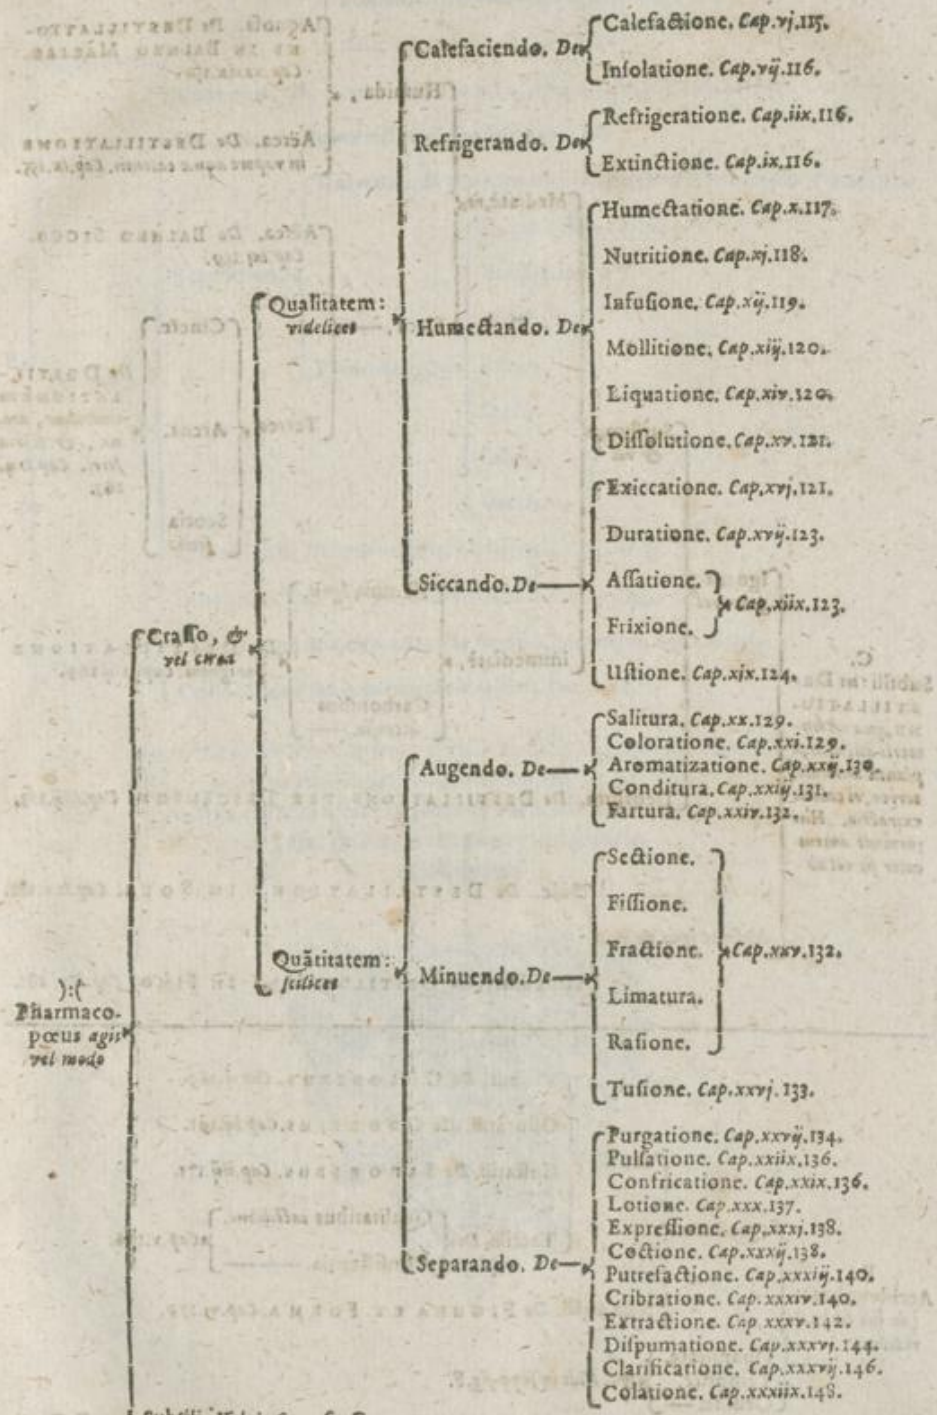 ):(
Pharmaco-
pœus agit
vel modo
Craſſo, &
vel circa
Qualitatem:
videlicet
Calefaciendo. De
Calefactione. Cap.vj.115.
Inſolatione. Cap.vij.116.
Refrigerando. De
Refrigeratione. Cap.iix.116.
Extinctione. Cap.ix.116.
Humectando. De
Humectatione. Cap.x.117.
Nutritione. Cap.xj.118.
Infuſione. Cap.xij.119.
Mollitione. Cap.xiij.120.
Liquatione. Cap.xiv.120.
Diſſolutione. Cap.xv.121.
Siccando. De
Exiccatione. Cap.xvj.121.
Duratione. Cap.xvij.123.
Aſſatione.
Frixione.
Cap.xiix.123.
Uſtione. Cap.xix.124.
Quãtitatem:
ſcilicet
Augendo. De
Salitura. Cap.xx.129.
Coloratione. Cap.xxi.129.
Aromatizatione. Cap.xxij.130.
Conditura. Cap.xxiij.131.
Fartura. Cap.xxiv.132.
Minuendo. De
Sectione.
Fiſſione.
Fractione.
Limatura.
Raſione.
Cap.xxv.132.
Tuſione. Cap.xxvj.133.
Separando. De
Purgatione. Cap.xxvij.134.
Pulſatione. Cap.xxiix.136.
Confricatione. Cap.xxix.136.
Lotione. Cap.xxx.137.
Expreſſione. Cap.xxxj.138.
Coctione. Cap.xxxij.138.
Putrefactione. Cap.xxxiij.140.
Cribratione. Cap.xxxiv.140.
Extractione. Cap.xxxv.142.
Diſpumatione. Cap.xxxvj.144.
Clarificatione. Cap.xxxvij.146.
Colatione. Cap.xxxiix.148.